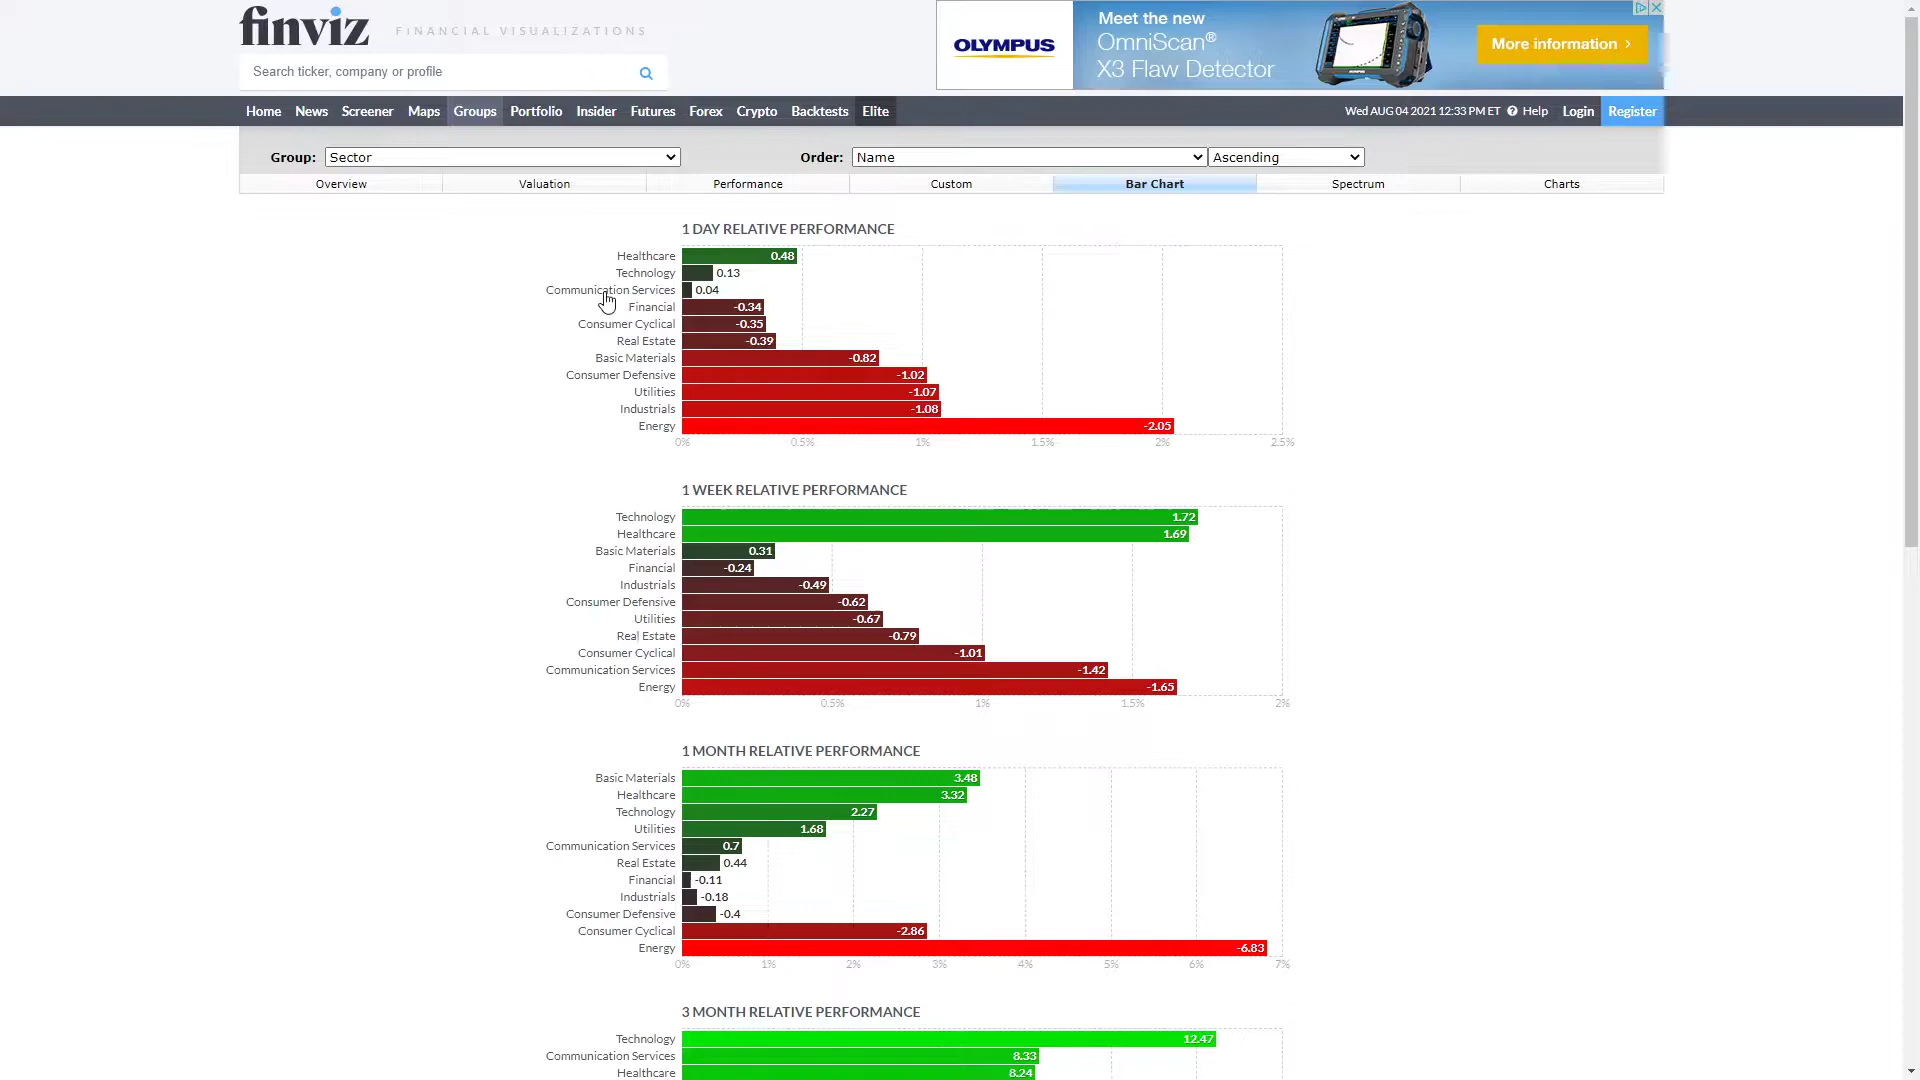 finviz
FINANCIAL VISUALIZATIONS
OLYMPUS
Meet the new
OmniScan®
X3 Flaw Detector
More information ›
Search ticker, company or profile
Home News Screener Maps Groups Portfolio Insider Futures Forex Crypto Backtests Elite
Wed AUG 04 2021 12:33 PM ET Help Login Register
Group: Sector Order: Name Ascending
Overview Valuation Performance Custom Bar Chart Spectrum Charts
1 DAY RELATIVE PERFORMANCE
Healthcare 0.48
Technology 0.13
Communication Services 0.04
Financial -0.34
Consumer Cyclical -0.35
Real Estate -0.39
Basic Materials -0.82
Consumer Defensive -1.02
Utilities -1.07
Industrials -1.08
Energy -2.05
0% 0.5% 1% 1.5% 2% 2.5%
1 WEEK RELATIVE PERFORMANCE
Technology 1.72
Healthcare 1.69
Basic Materials 0.31
Financial -0.24
Industrials -0.49
Consumer Defensive -0.62
Utilities -0.67
Real Estate -0.79
Consumer Cyclical -1.01
Communication Services -1.42
Energy -1.65
0% 0.5% 1% 1.5% 2%
1 MONTH RELATIVE PERFORMANCE
Basic Materials 3.48
Healthcare 3.32
Technology 2.27
Utilities 1.68
Communication Services 0.7
Real Estate 0.44
Financial -0.11
Industrials -0.18
Consumer Defensive -0.4
Consumer Cyclical -2.86
Energy -6.83
0% 1% 2% 3% 4% 5% 6% 7%
3 MONTH RELATIVE PERFORMANCE
Technology 12.47
Communication Services 8.33
Healthcare 8.24